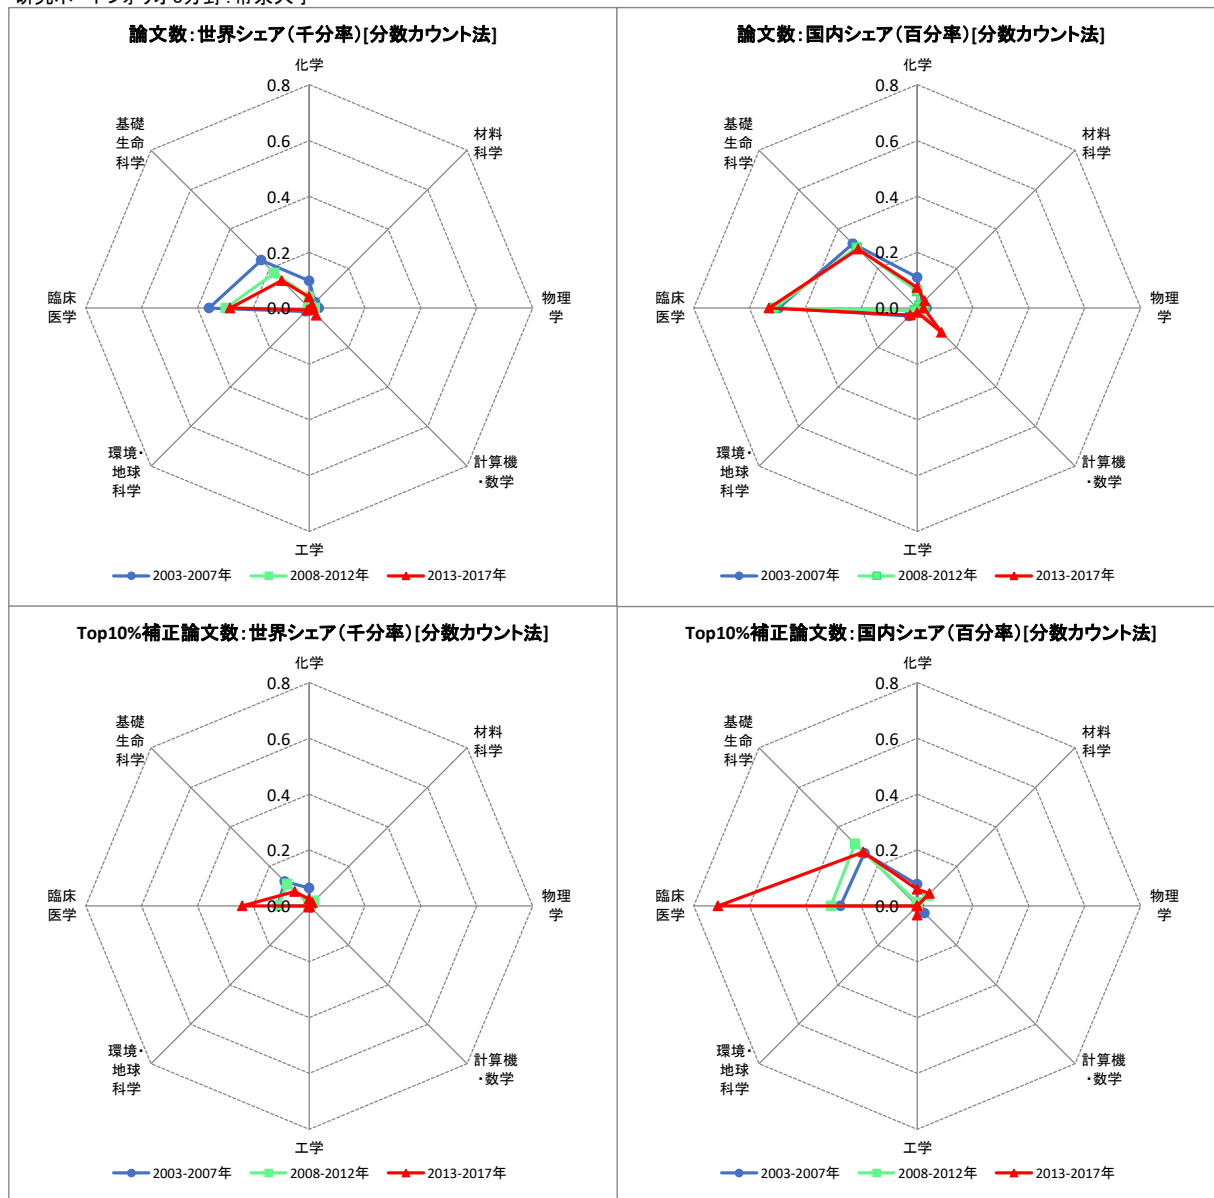 論文数：世界シェア（千分率）[分数カウント法]
化学
0.8
0.6
0.4
0.2
0.0
材料
科学
物理
学
計算機
・数学
工学
環境・
地球
科学
臨床
医学
基礎
生命
科学
2003-2007年 2008-2012年 2013-2017年
論文数：国内シェア（百分率）[分数カウント法]
化学
0.8
0.6
0.4
0.2
0.0
材料
科学
物理
学
計算機
・数学
工学
環境・
地球
科学
臨床
医学
基礎
生命
科学
2003-2007年 2008-2012年 2013-2017年
Top10%補正論文数：世界シェア（千分率）[分数カウント法]
化学
0.8
0.6
0.4
0.2
0.0
材料
科学
物理
学
計算機
・数学
工学
環境・
地球
科学
臨床
医学
基礎
生命
科学
2003-2007年 2008-2012年 2013-2017年
Top10%補正論文数：国内シェア（百分率）[分数カウント法]
化学
0.8
0.6
0.4
0.2
0.0
材料
科学
物理
学
計算機
・数学
工学
環境・
地球
科学
臨床
医学
基礎
生命
科学
2003-2007年 2008-2012年 2013-2017年